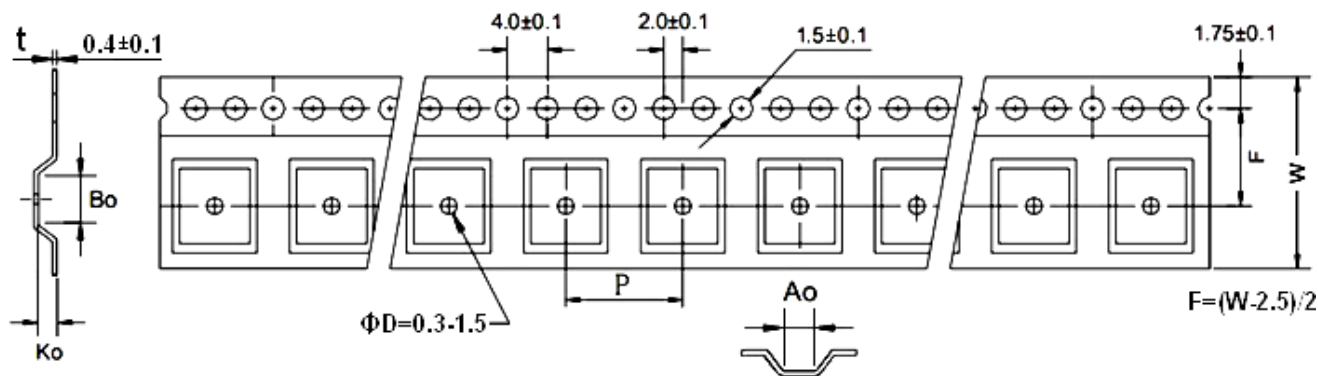 t 0.4±0.1
4.0±0.1
2.0±0.1
1.5±0.1
1.75±0.1
Bo
F
W
P
Ao
ΦD=0.3-1.5
F=(W-2.5)/2
Ko